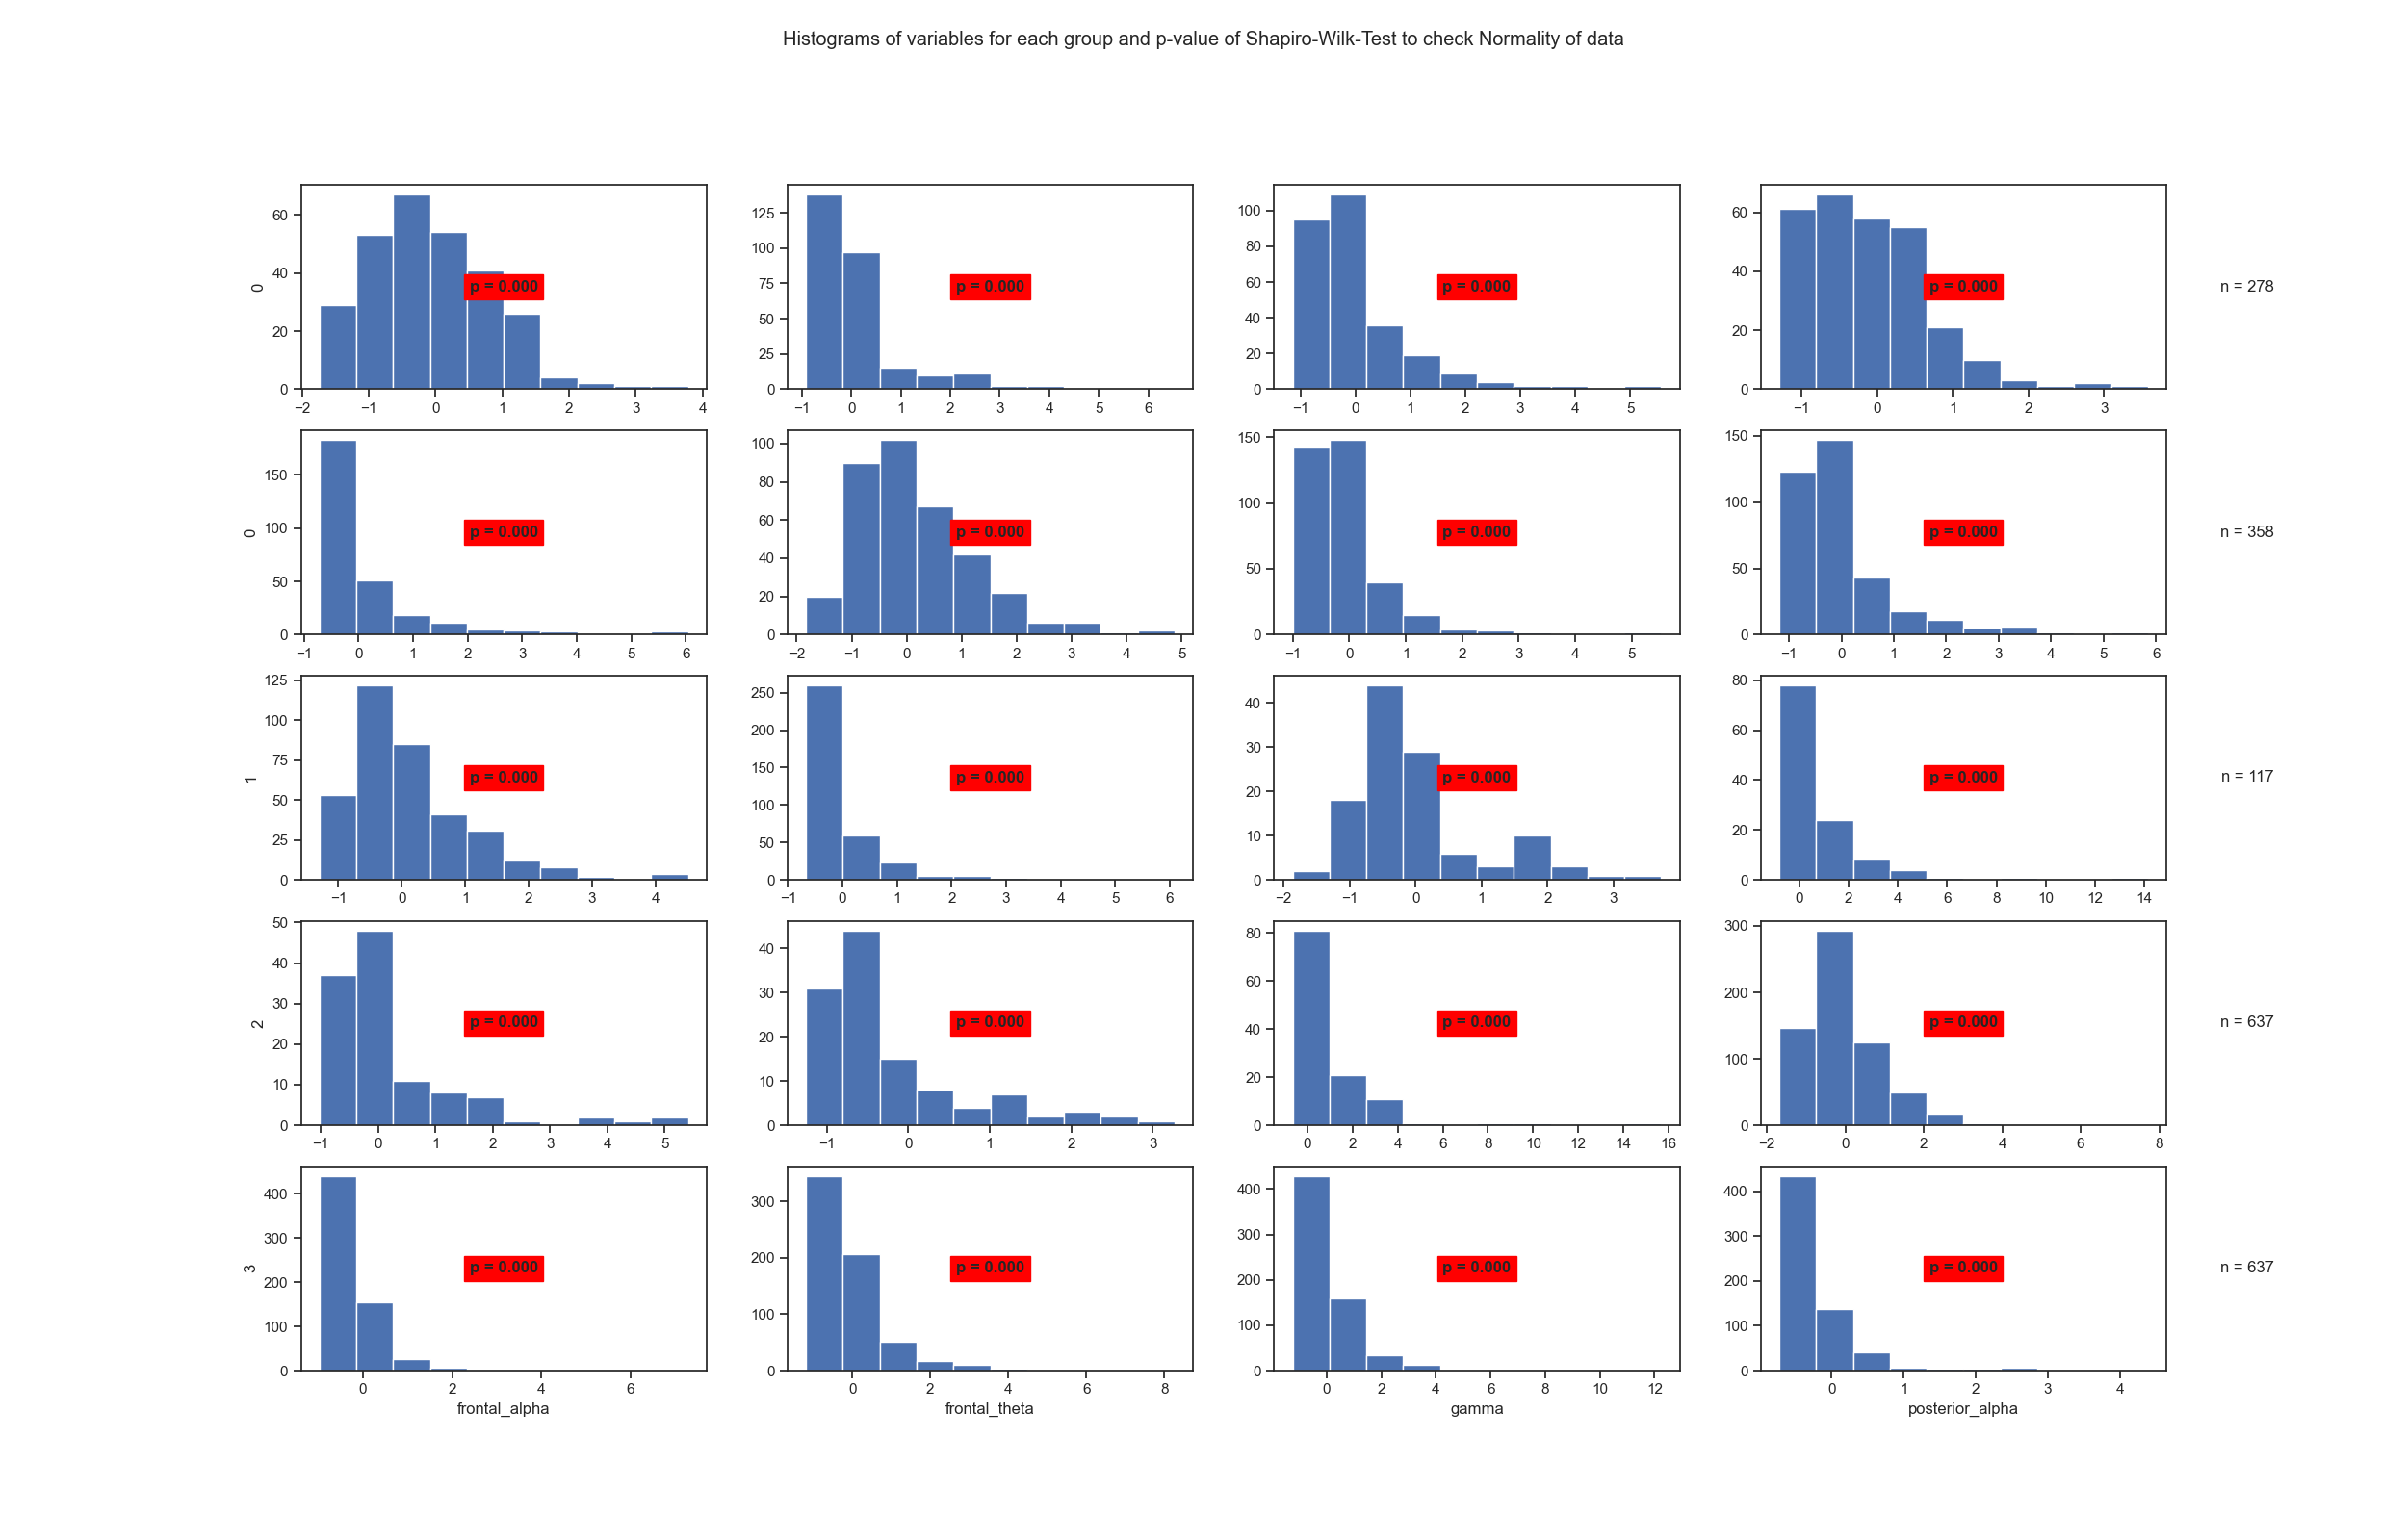 Histograms of variables for each group and p-value of Shapiro-Wilk-Test to check Normality of data
0
60
40
20
0
p = 0.000
−2 −1 0 1 2 3 4
125
100
75
50
25
0
p = 0.000
−1 0 1 2 3 4 5 6
100
80
60
40
20
0
p = 0.000
−1 0 1 2 3 4 5
60
40
20
0
p = 0.000
−1 0 1 2 3
n = 278
0
150
100
50
0
p = 0.000
−1 0 1 2 3 4 5 6
100
80
60
40
20
0
p = 0.000
−2 −1 0 1 2 3 4 5
150
100
50
0
p = 0.000
−1 0 1 2 3 4 5
150
100
50
0
p = 0.000
−1 0 1 2 3 4 5 6
n = 358
1
125
100
75
50
25
0
p = 0.000
−1 0 1 2 3 4
250
200
150
100
50
0
p = 0.000
−1 0 1 2 3 4 5 6
40
30
20
10
0
p = 0.000
−2 −1 0 1 2 3
80
60
40
20
0
p = 0.000
0 2 4 6 8 10 12 14
n = 117
2
50
40
30
20
10
0
p = 0.000
−1 0 1 2 3 4 5
40
30
20
10
0
p = 0.000
−1 0 1 2 3
80
60
40
20
0
p = 0.000
0 2 4 6 8 10 12 14 16
300
200
100
0
p = 0.000
−2 0 2 4 6 8
n = 637
3
400
300
200
100
0
p = 0.000
0 2 4 6
frontal_alpha
300
200
100
0
p = 0.000
0 2 4 6 8
frontal_theta
400
300
200
100
0
p = 0.000
0 2 4 6 8 10 12
gamma
400
300
200
100
0
p = 0.000
0 1 2 3 4
posterior_alpha
n = 637